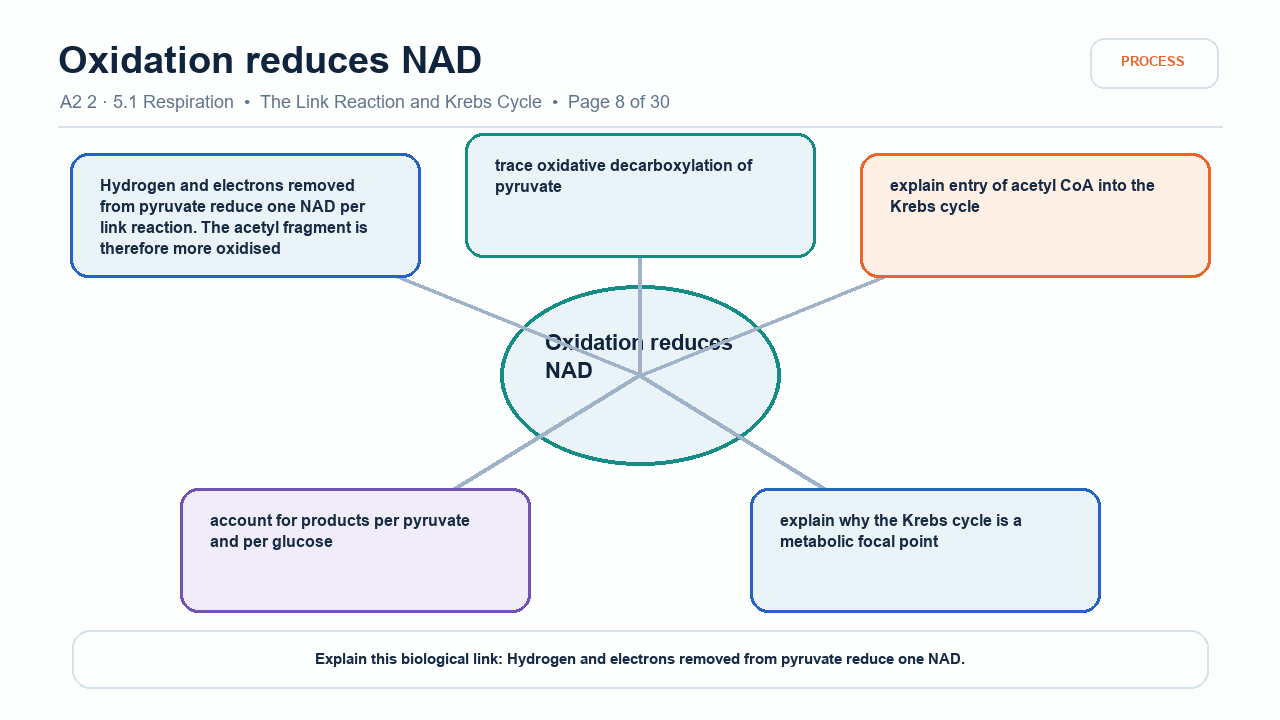 Oxidation reduces NAD
PROCESS
A2 2 · 5.1 Respiration • The Link Reaction and Krebs Cycle • Page 8 of 30
Hydrogen and electrons removed
from pyruvate reduce one NAD per
link reaction. The acetyl fragment is
therefore more oxidised
trace oxidative decarboxylation of
pyruvate
explain entry of acetyl CoA into the
Krebs cycle
Oxidation reduces
NAD
account for products per pyruvate
and per glucose
explain why the Krebs cycle is a
metabolic focal point
Explain this biological link: Hydrogen and electrons removed from pyruvate reduce one NAD.